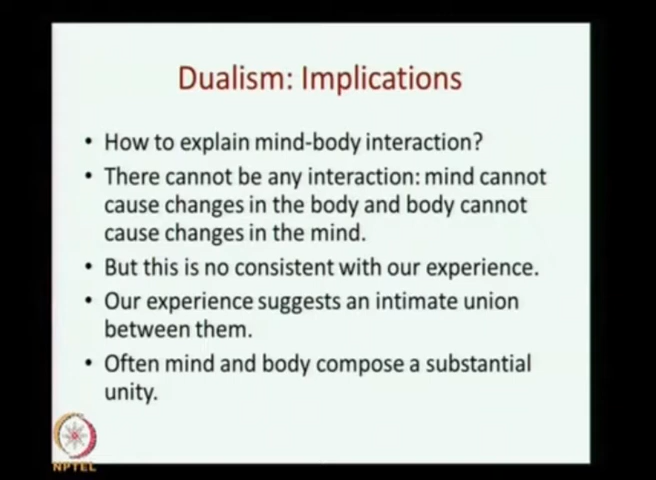 Dualism: Implications
• How to explain mind-body interaction?
• There cannot be any interaction: mind cannot
cause changes in the body and body cannot
cause changes in the mind.
• But this is no consistent with our experience.
• Our experience suggests an intimate union
between them.
• Often mind and body compose a substantial
unity.
NPTEL